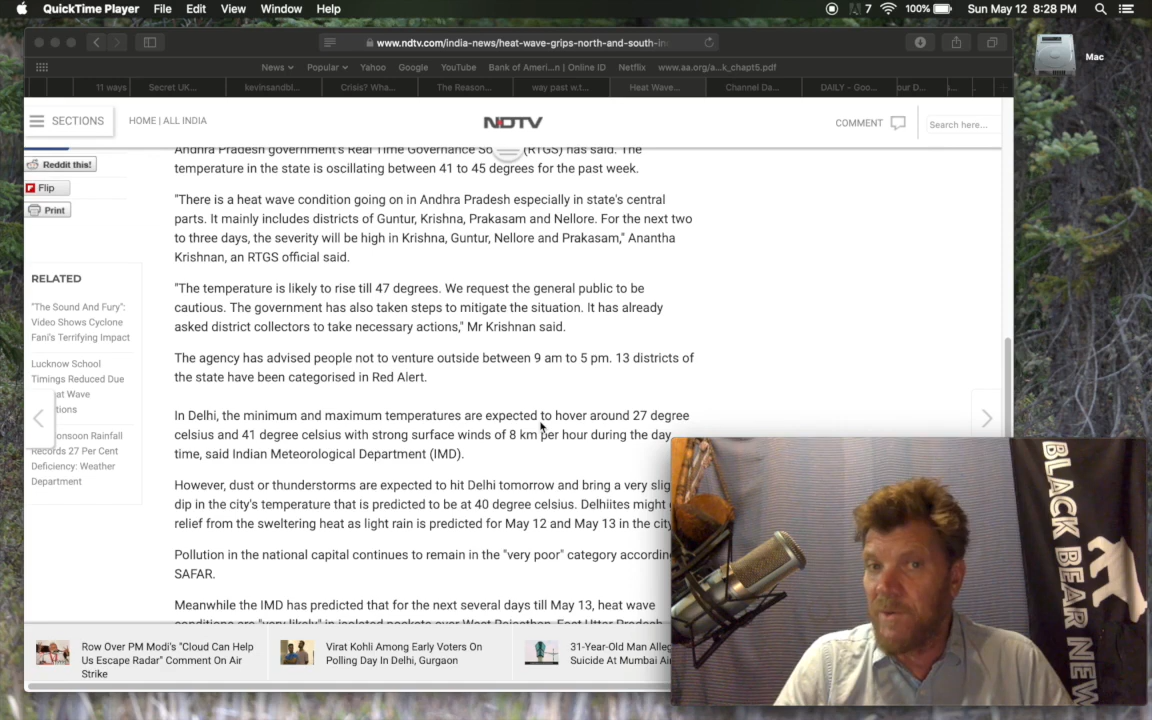 QuickTime Player File Edit View Window Help
7 100% Sun May 12 8:28 PM
www.ndtv.com/india-news/heat-wave-grips-north-and-south-in
Mac
News Popular Yahoo Google YouTube Bank of Ameri...n | Online ID Netflix www.aa.org/a...k_chapt5.pdf
11 ways Secret UK... kevinsandbl... Crisis? Wha... The Reason... way past w.t... Heat Wave... Channel Da... DAILY - Goo... our D...
SECTIONS HOME | ALL INDIA NDTV COMMENT Search here...
Andhra Pradesh government's Real Time Governance So (RTGS) has said. The
temperature in the state is oscillating between 41 to 45 degrees for the past week.
Reddit this!
Flip
Print
"There is a heat wave condition going on in Andhra Pradesh especially in state's central
parts. It mainly includes districts of Guntur, Krishna, Prakasam and Nellore. For the next two
to three days, the severity will be high in Krishna, Guntur, Nellore and Prakasam," Anantha
Krishnan, an RTGS official said.
"The temperature is likely to rise till 47 degrees. We request the general public to be
cautious. The government has also taken steps to mitigate the situation. It has already
asked district collectors to take necessary actions," Mr Krishnan said.
The agency has advised people not to venture outside between 9 am to 5 pm. 13 districts of
the state have been categorised in Red Alert.
In Delhi, the minimum and maximum temperatures are expected to hover around 27 degree
celsius and 41 degree celsius with strong surface winds of 8 km per hour during the day
time, said Indian Meteorological Department (IMD).
However, dust or thunderstorms are expected to hit Delhi tomorrow and bring a very slig
dip in the city's temperature that is predicted to be at 40 degree celsius. Delhiites might
relief from the sweltering heat as light rain is predicted for May 12 and May 13 in the city
Pollution in the national capital continues to remain in the "very poor" category accordin
SAFAR.
Meanwhile the IMD has predicted that for the next several days till May 13, heat wave
conditions are "very likely" in isolated pockets over West Rajasthan, East Uttar Pradesh
RELATED
"The Sound And Fury":
Video Shows Cyclone
Fani's Terrifying Impact
Lucknow School
Timings Reduced Due
eat Wave
tions
onsoon Rainfall
Records 27 Per Cent
Deficiency: Weather
Department
Row Over PM Modi's "Cloud Can Help
Us Escape Radar" Comment On Air
Strike
Virat Kohli Among Early Voters On
Polling Day In Delhi, Gurgaon
31-Year-Old Man Alleg
Suicide At Mumbai Air
BLACK BEAR NEW